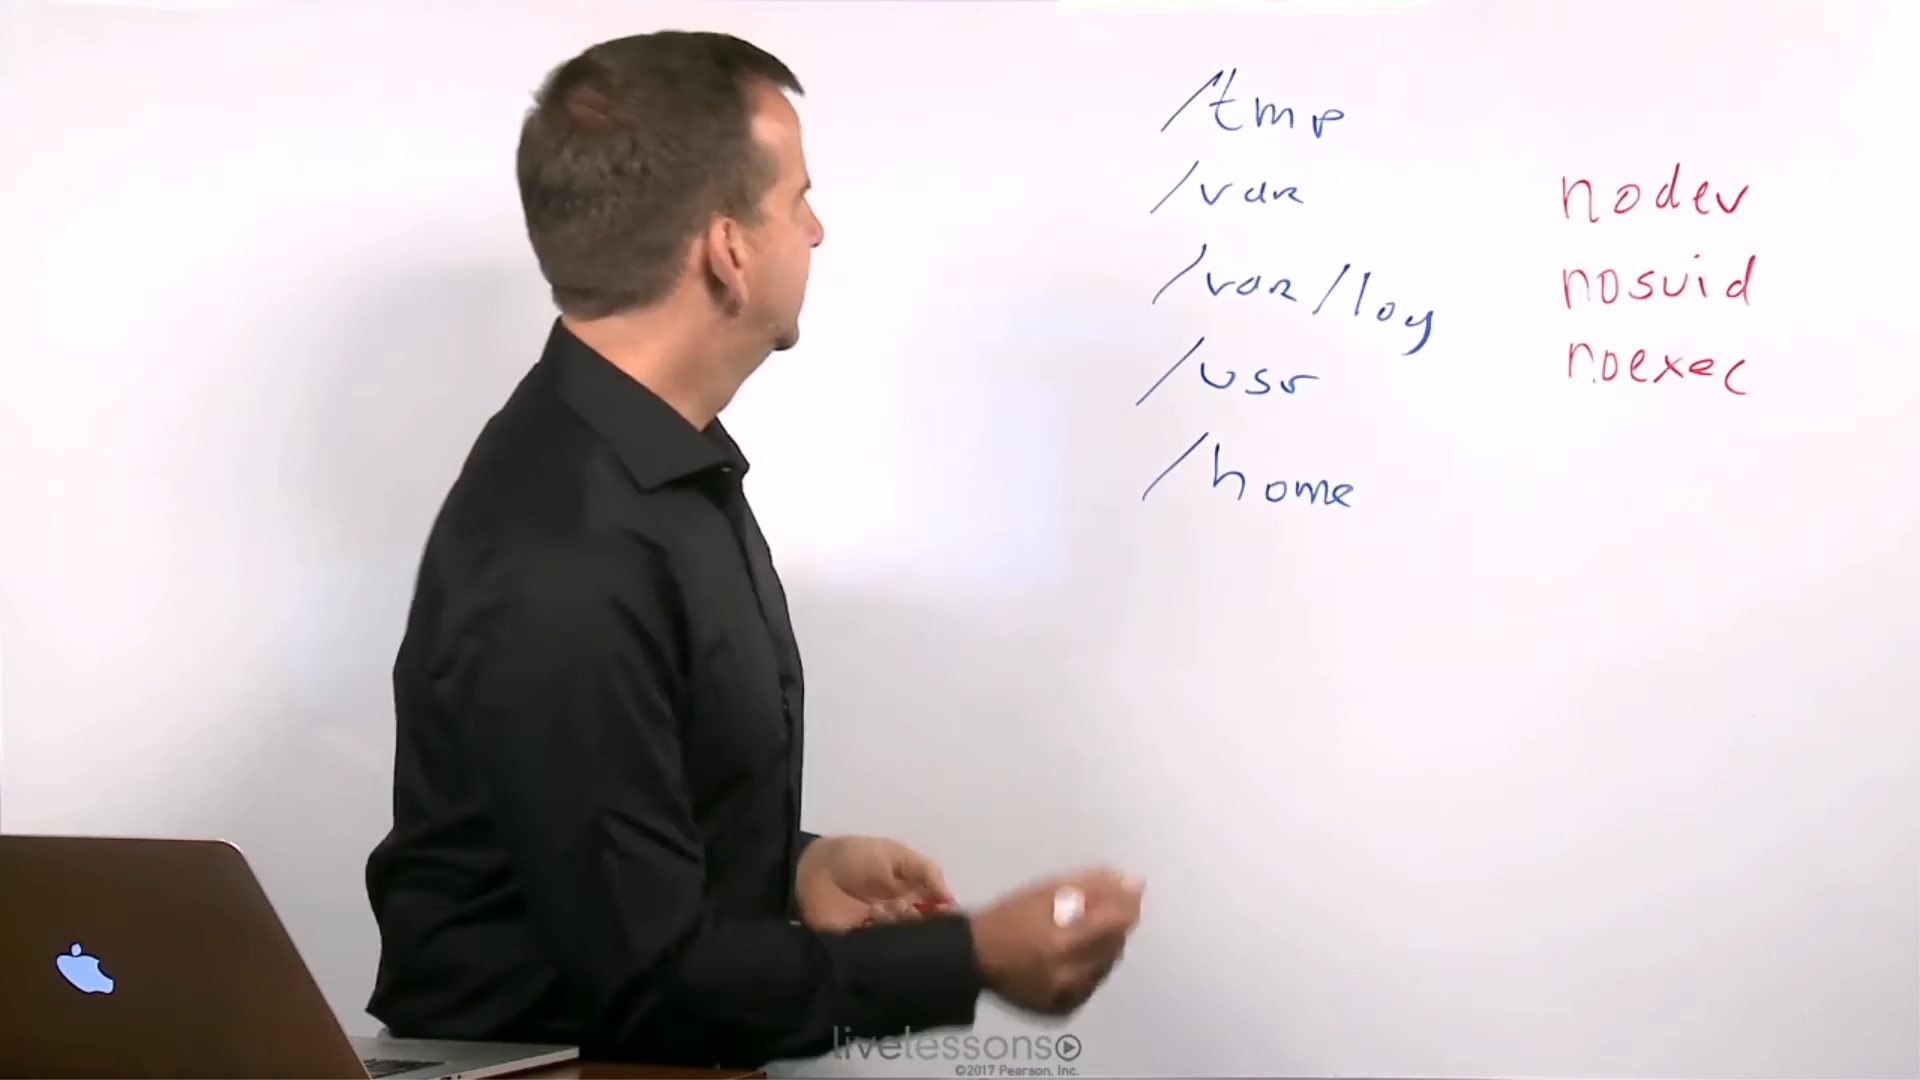 /tmp
/var
/var/log
/usr
/home
nodev
nosuid
noexec
livelessons
©2017 Pearson, Inc.